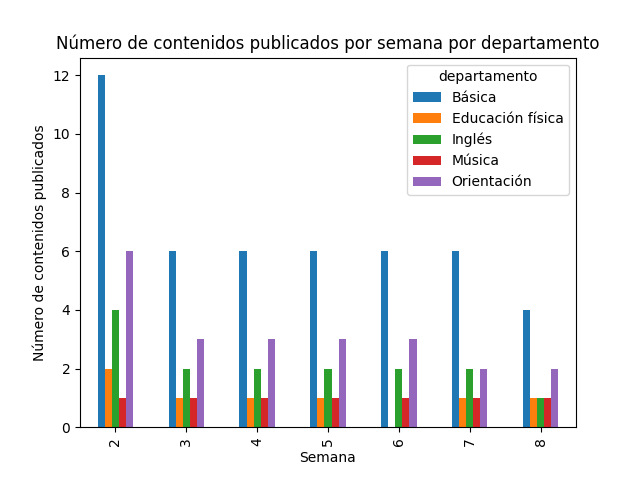 Número de contenidos publicados por semana por departamento
12
10
8
6
4
2
0
Número de contenidos publicados
departamento
Básica
Educación física
Inglés
Música
Orientación
2
3
4
5
6
7
8
Semana